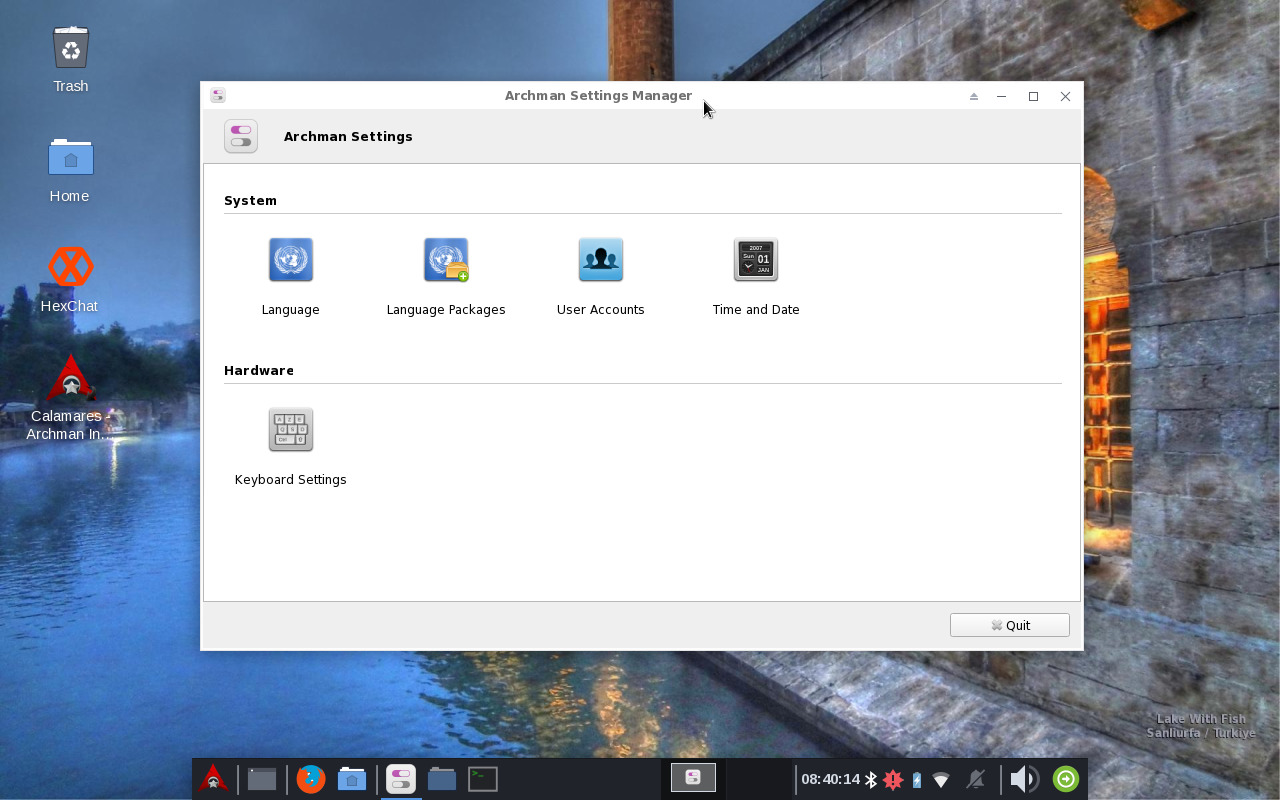 Trash
Home
HexChat
Calamares -
Archman In...
Archman Settings Manager
Archman Settings
System
Language
Language Packages
User Accounts
Time and Date
2007
Sun
01
JAN
Hardware
Keyboard Settings
Quit
Lake With Fish
Sanliurfa / Turkiye
08:40:14